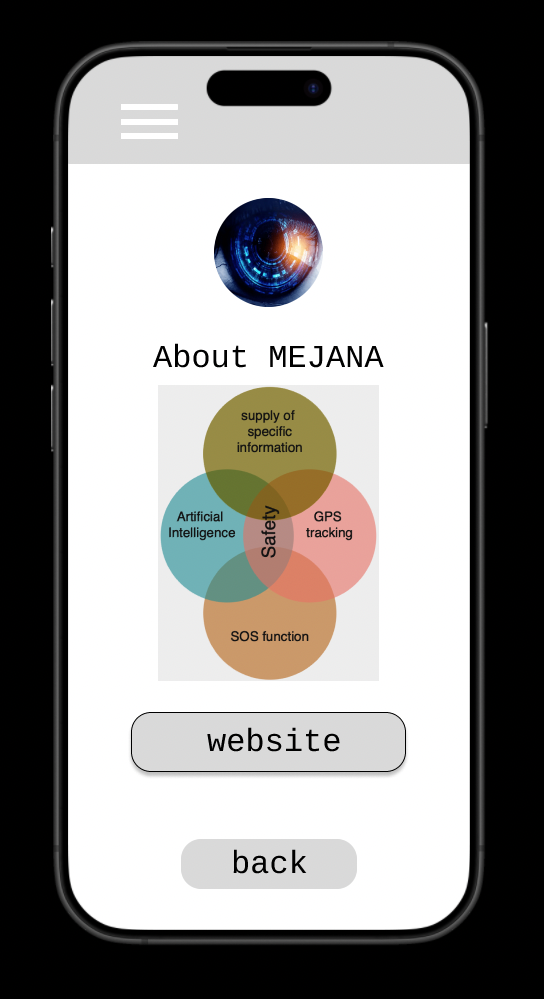 About MEJANA
supply of
specific
information
Artificial
Intelligence
Safety
GPS
tracking
SOS function
website
back